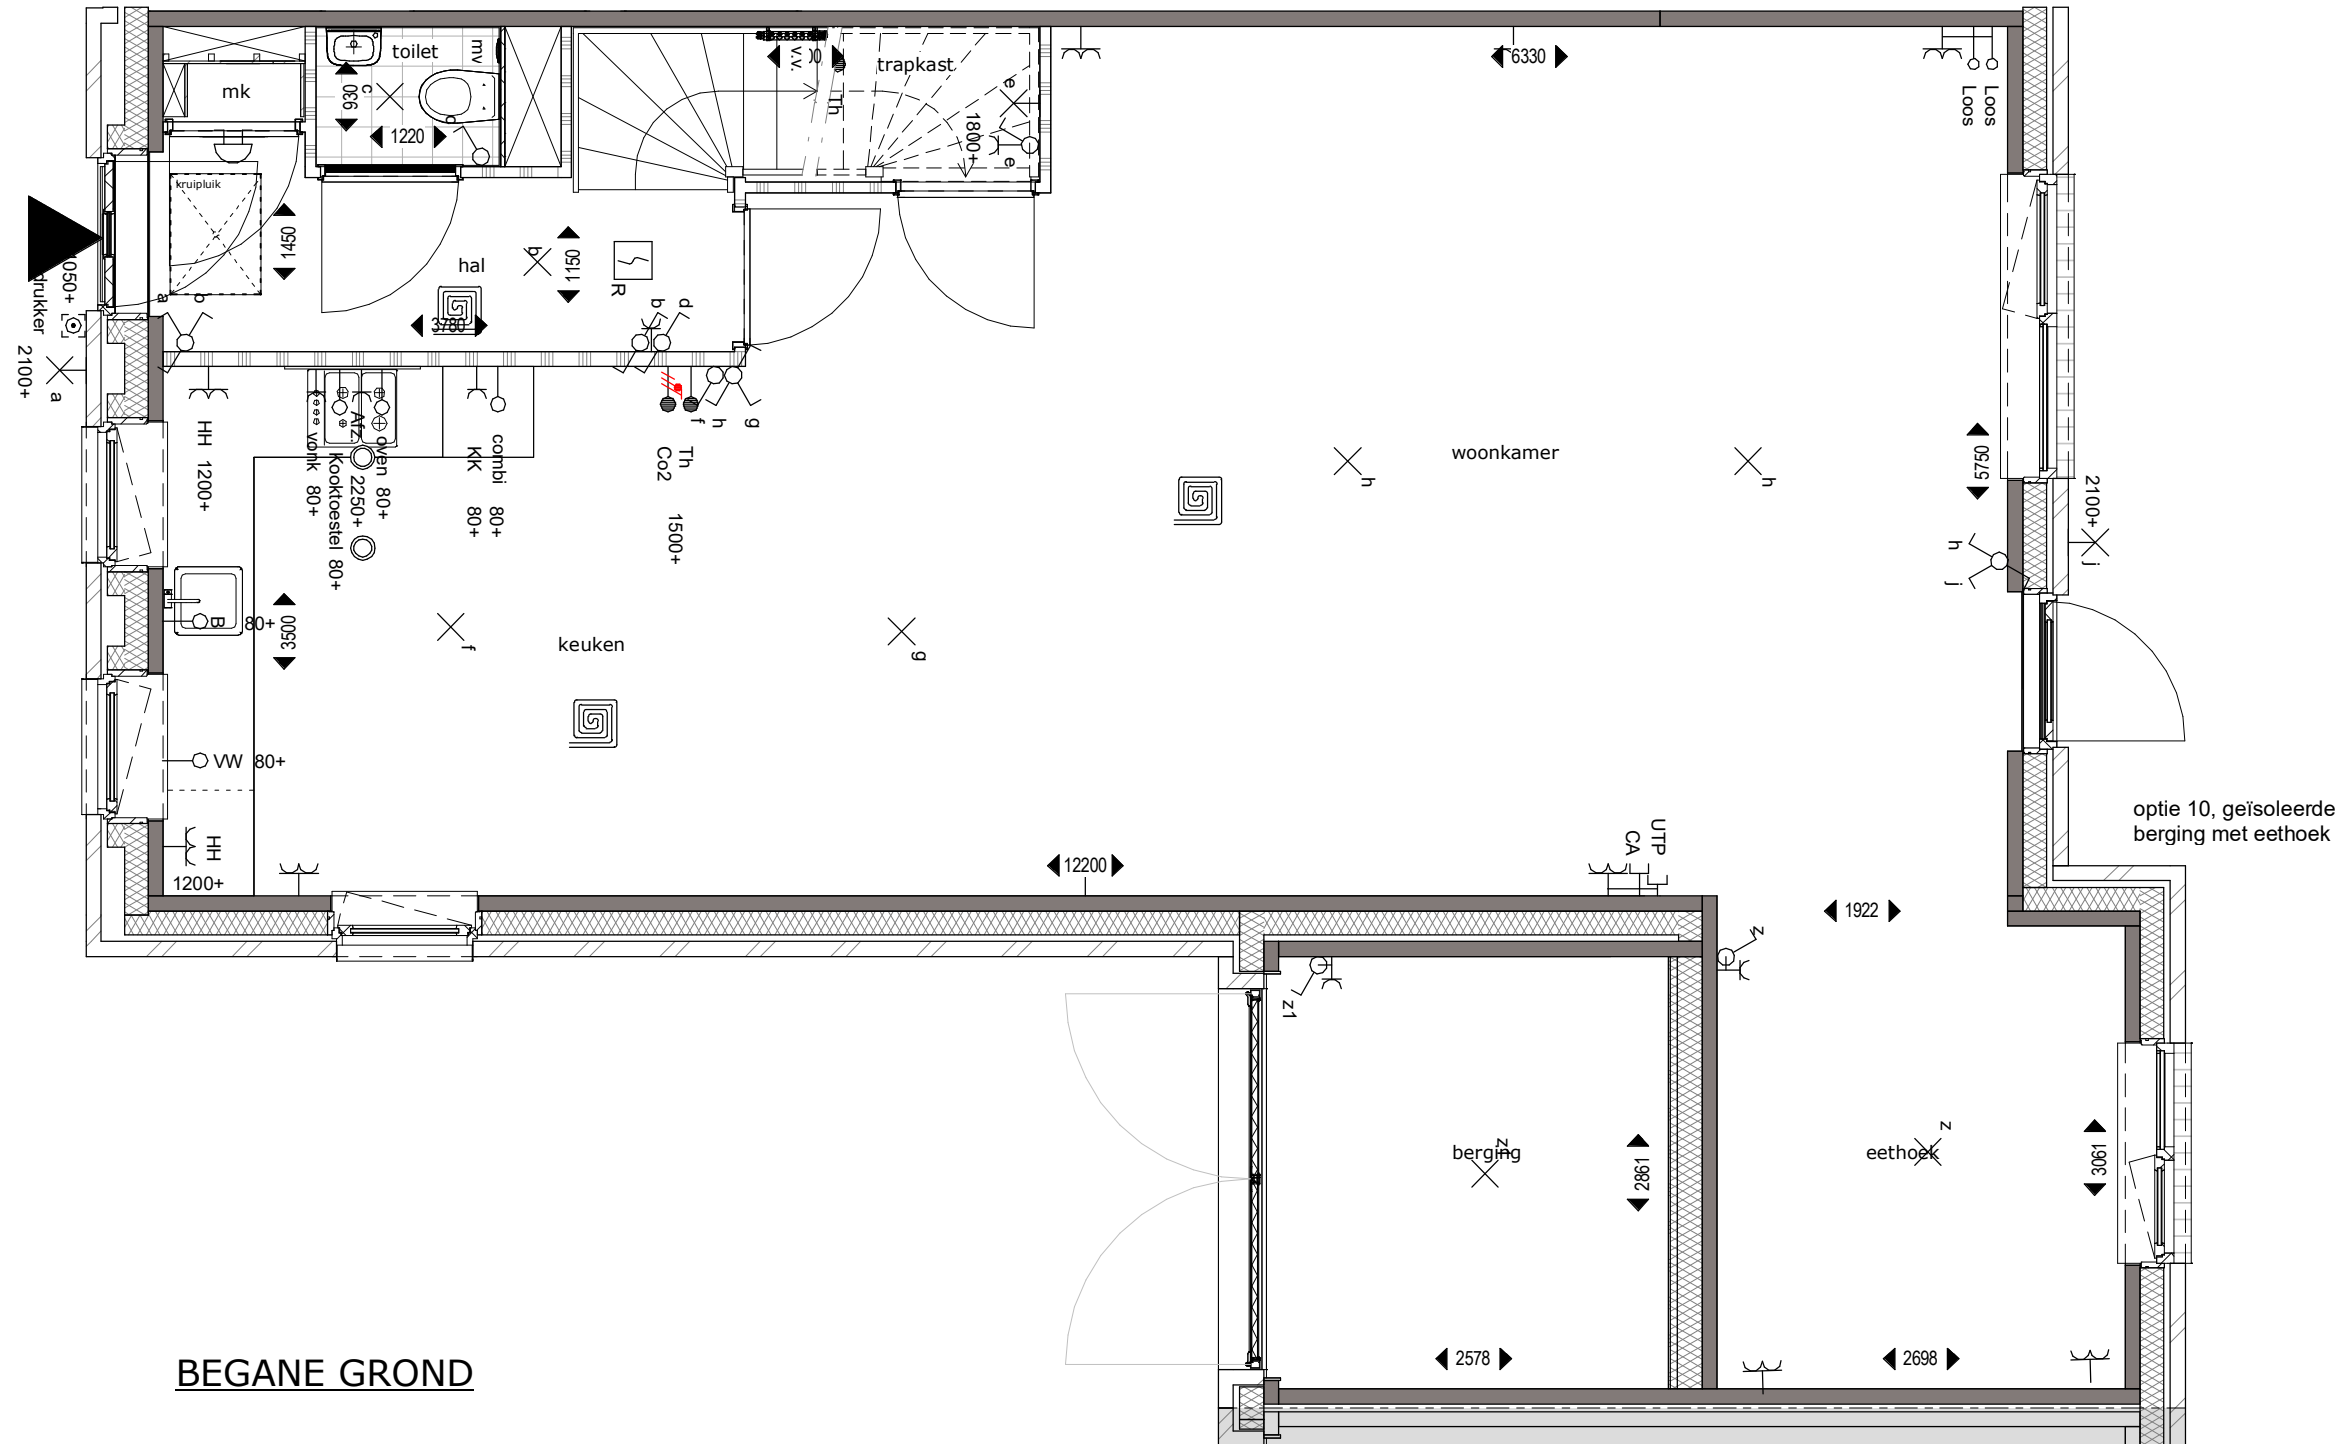 toilet
mv
v.v.
trapkast
6330
mk
930
c
1220
c
Th
1800+
e
e
Loos
Loos
kruipluik
1450
hal
b
1150
R
3780
1050+
drukker
2100+
a
a
b
b
d
HH 1200+
vonk 80+
Kooktoestel 80+
Afz. 2250+
oven 80+
KK 80+
combi 80+
Co2
Th
1500+
f
h
g
woonkamer
h
h
5750
2100+
j
h
j
B 80+
3500
f
keuken
g
VW 80+
HH
1200+
12200
CA
UTP
1922
optie 10, geïsoleerde
berging met eethoek
z
z1
berging
z1
2861
eethoek
z
3061
2578
2698
BEGANE GROND